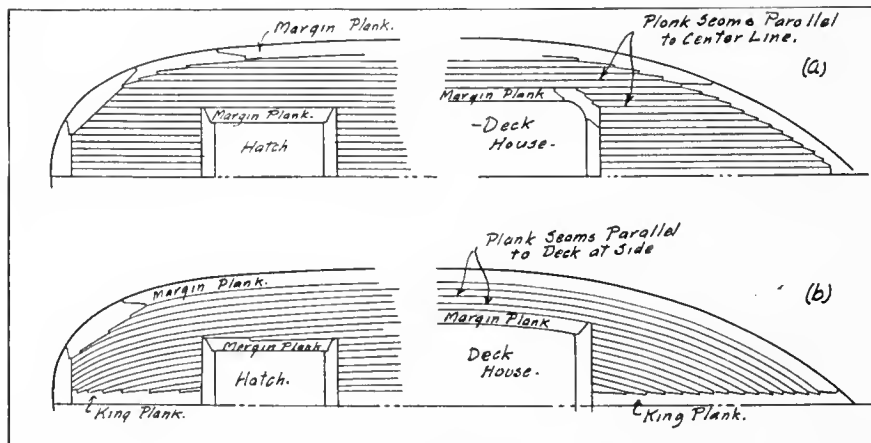 Margin Plank.
Plank Seams Parallel
to Center Line.
(a)
Margin Plank.
Hatch
Margin Plank
Deck
House.
Plank Seams Parallel
to Deck at Side
(b)
Margin Plank.
Margin Plank
Margin Plank
Hatch.
Deck
House.
King Plank.
King Plank.